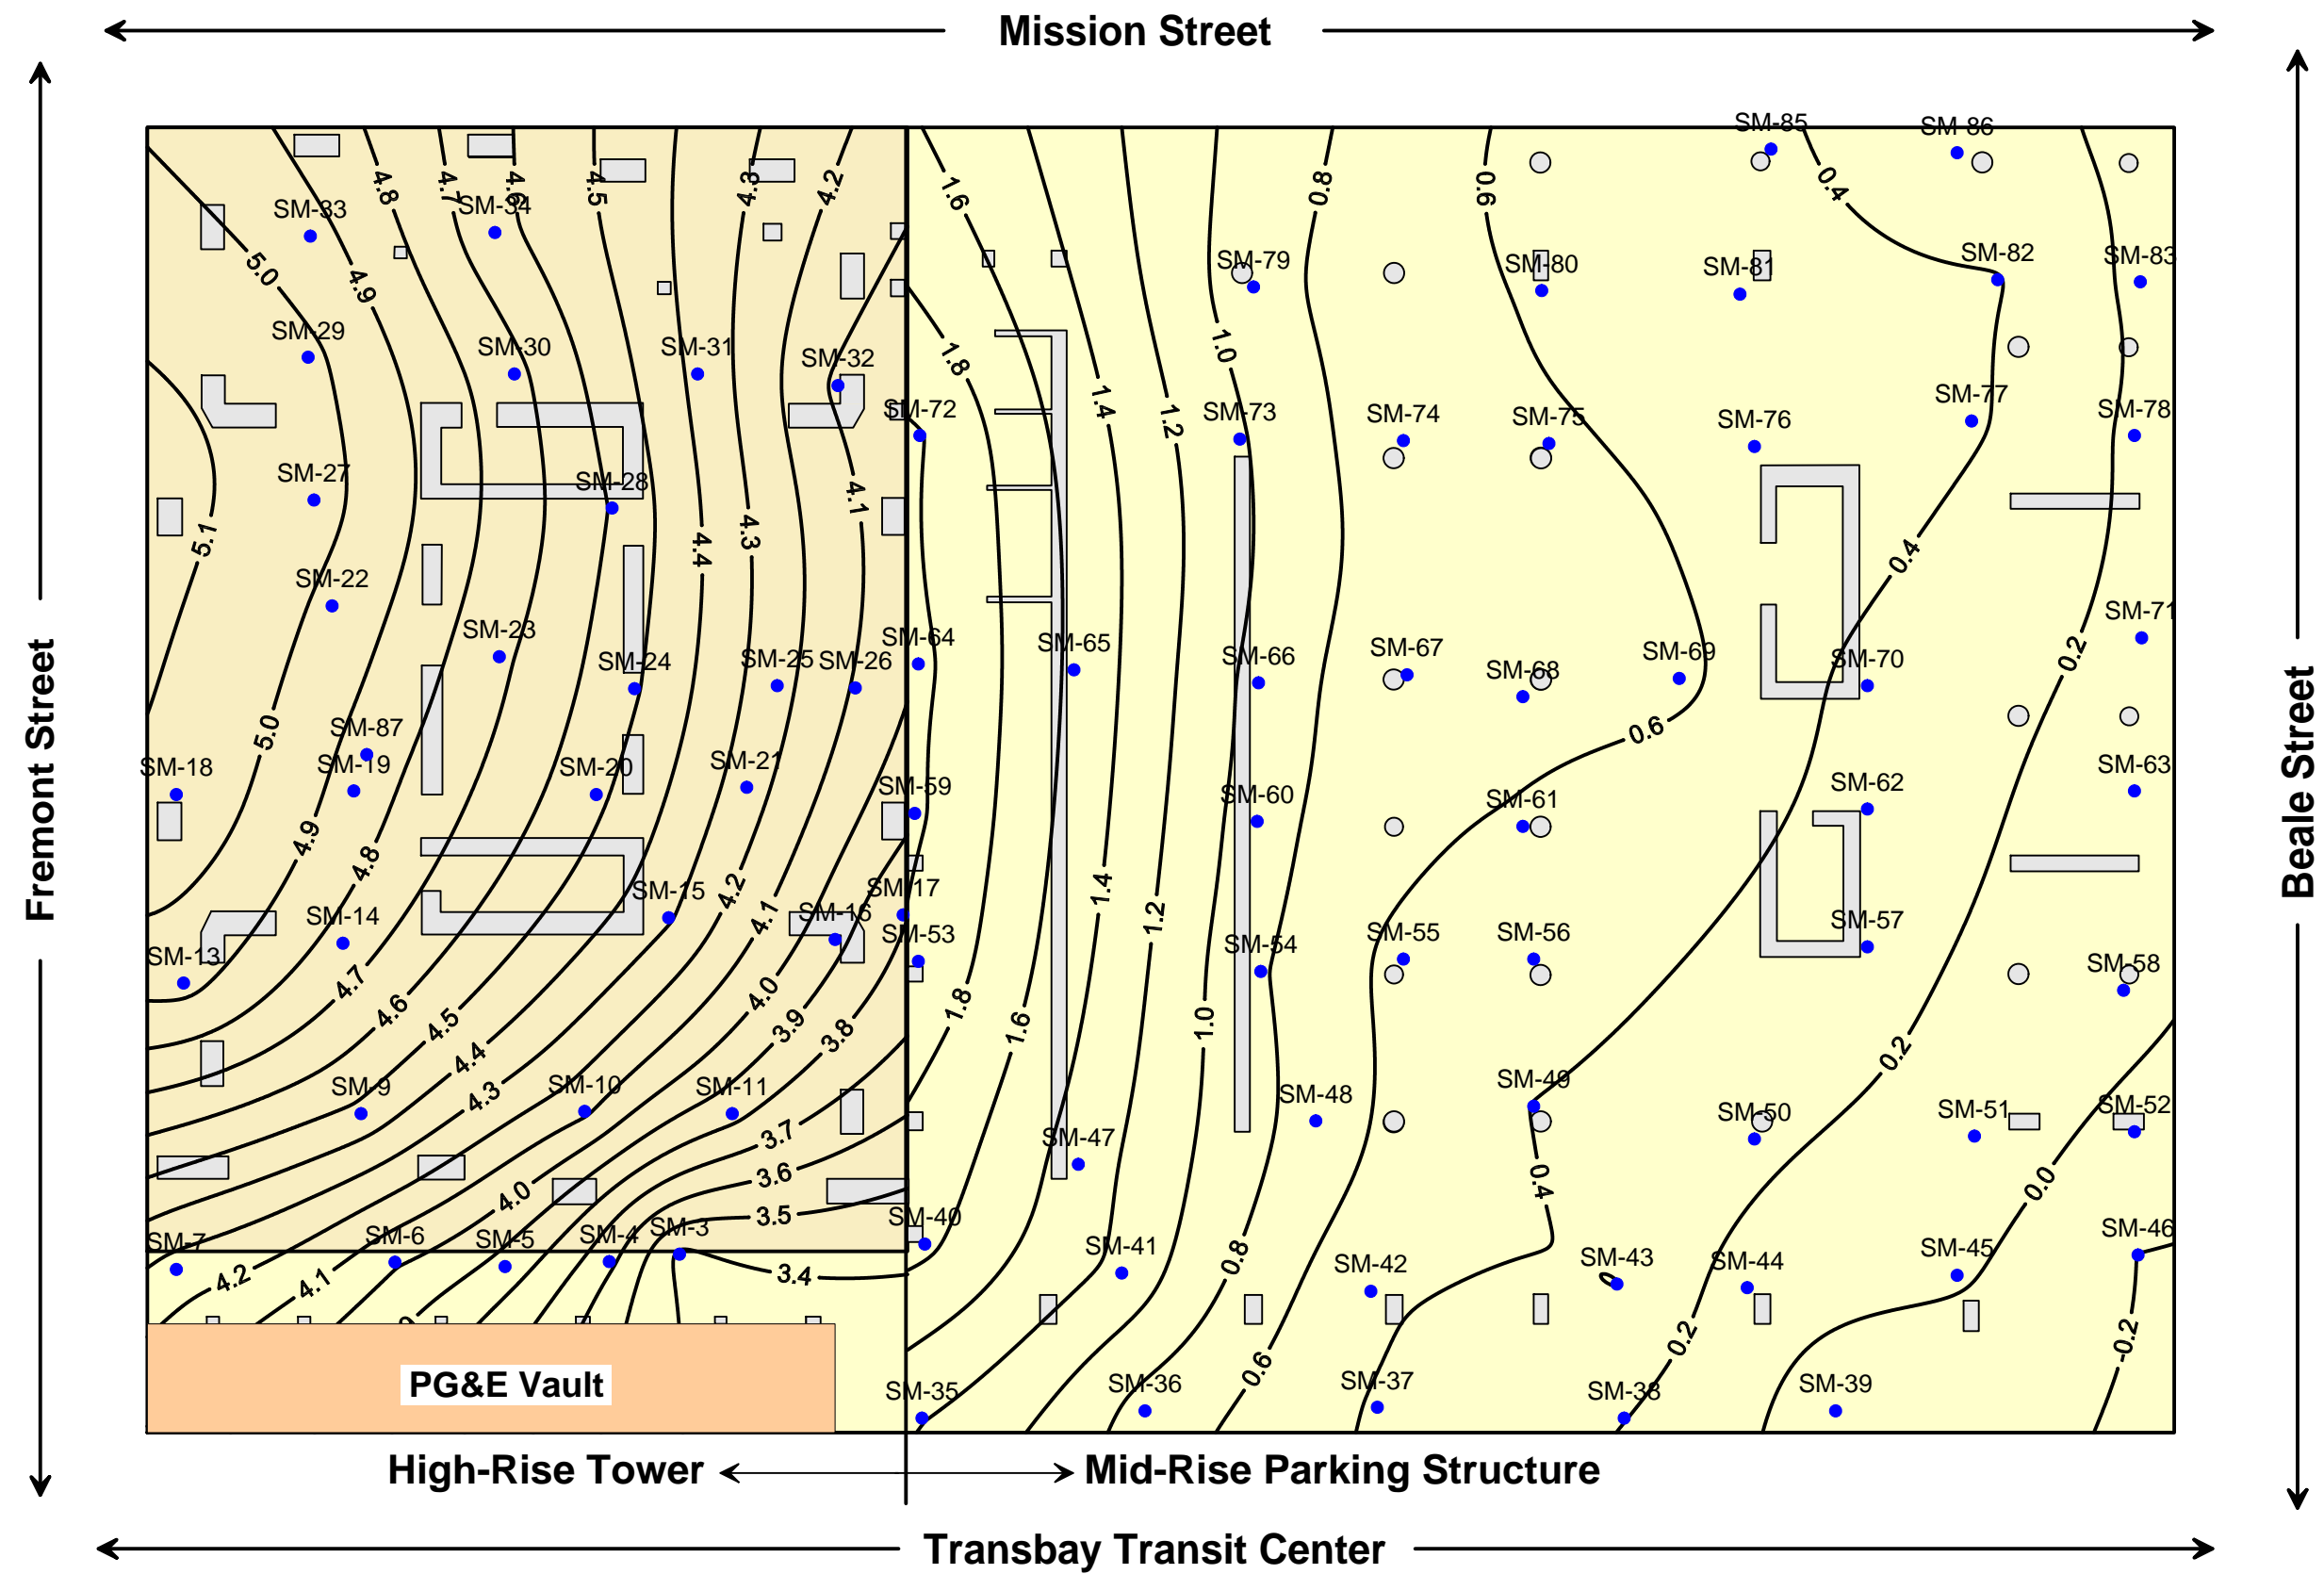 Mission Street
SM-85
SM-86
4.8
4.7
4.6
4.5
4.3
4.2
1.6
0.8
0.6
0.4
SM-33
SM-34
5.0
4.9
SM-79
SM-80
SM-81
SM-82
SM-83
SM-29
SM-30
SM-31
SM-32
1.8
1.0
SM-72
1.4
1.2
SM-73
SM-74
SM-75
SM-76
SM-77
SM-78
SM-27
SM-28
4.1
5.1
4.4
4.3
0.4
SM-22
SM-23
SM-24
SM-25
SM-26
SM-64
SM-65
SM-66
SM-67
SM-68
SM-69
SM-70
SM-71
0.2
Fremont Street
Beale Street
5.0
SM-87
0.6
SM-18
SM-19
SM-20
SM-21
SM-59
SM-60
SM-61
SM-62
SM-63
4.9
4.8
SM-15
4.2
4.1
SM-16
SM-17
1.4
1.2
SM-14
SM-53
SM-54
SM-55
SM-56
SM-57
SM-58
SM-13
4.7
4.6
4.5
4.4
4.3
4.0
3.9
3.8
1.8
1.6
1.0
0.2
SM-9
SM-10
SM-11
SM-48
SM-49
SM-50
SM-51
SM-52
3.7
SM-47
3.6
4.0
0.4
0.0
3.5
SM-7
SM-6
SM-5
SM-4
SM-3
SM-40
SM-41
0.8
SM-42
SM-43
SM-44
SM-45
SM-46
4.2
4.1
3.4
0.6
0.2
-0.2
PG&E Vault
SM-35
SM-36
SM-37
SM-38
SM-39
High-Rise Tower
Mid-Rise Parking Structure
Transbay Transit Center